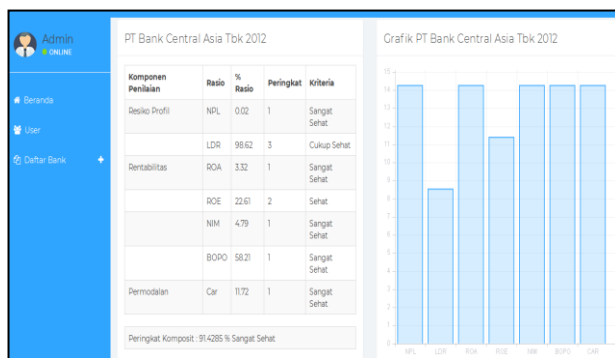 Admin
ONLINE
Beranda
User
Daftar Bank +
PT Bank Central Asia Tbk 2012
Komponen Penilaian Rasio % Rasio Peringkat Kriteria
Resiko Profil NPL 0.02 1 Sangat Sehat
LDR 98.62 3 Cukup Sehat
Rentabilitas ROA 3.32 1 Sangat Sehat
ROE 22.61 2 Sehat
NIM 4.79 1 Sangat Sehat
BOPO 58.21 1 Sangat Sehat
Permodalan Car 11.72 1 Sangat Sehat
Peringkat Komposit : 91.4285 % Sangat Sehat
Grafik PT Bank Central Asia Tbk 2012
15
14
13
12
11
10
9
8
7
6
5
4
3
2
1
0
NPL LDR ROA ROE NIM BOPO CAR